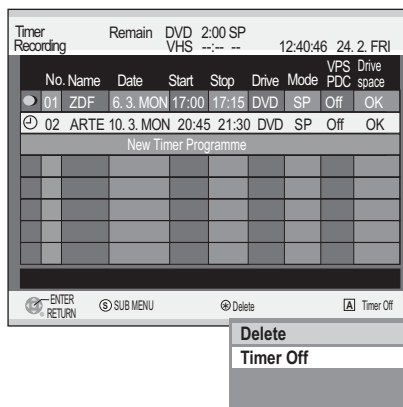 Timer Recording Remain DVD 2:00 SP
VHS --:-- -- 12:40:46 24. 2. FRI
No. Name Date Start Stop Drive Mode VPS PDC Drive space
01 ZDF 6. 3. MON 17:00 17:15 DVD SP Off OK
02 ARTE 10. 3. MON 20:45 21:30 DVD SP Off OK
New Timer Programme
ENTER
RETURN
S SUB MENU
Delete
A Timer Off
Delete
Timer Off